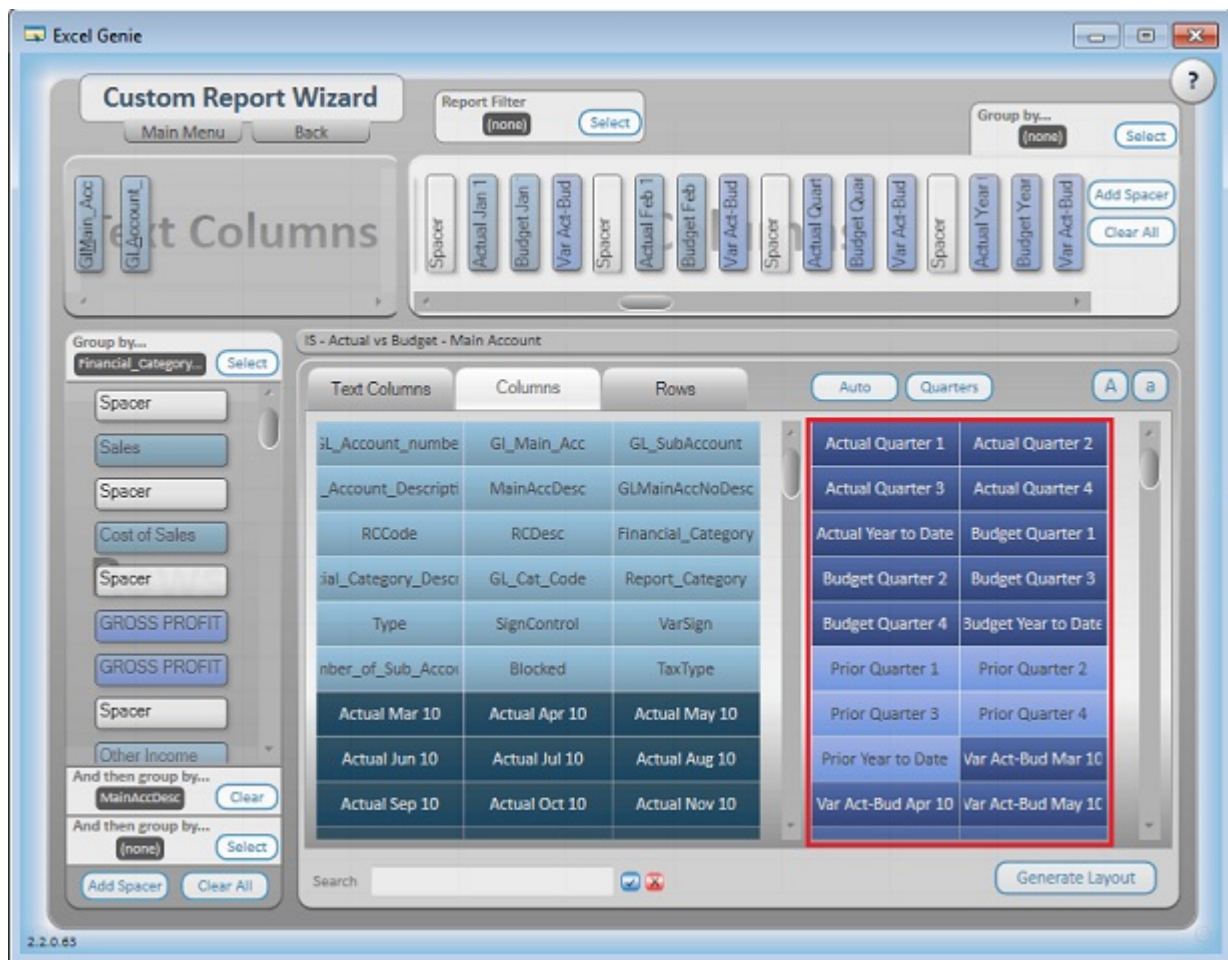 Excel Genie
?
Custom Report Wizard
Main Menu Back
Report Filter
(none) Select
Group by...
(none) Select
Text Columns
GlMain_Acc
GL_Account_
Spacer
Actual Jan 1
Budget Jan
Var Act-Bud
Spacer
Actual Feb 1
Budget Feb
Var Act-Bud
Spacer
Actual Quart
Budget Quar
Var Act-Bud
Spacer
Actual Year
Budget Year
Var Act-Bud
Add Spacer
Clear All
Group by...
Financial_Category... Select
IS - Actual vs Budget - Main Account
Spacer
Sales
Spacer
Cost of Sales
Spacer
GROSS PROFIT
GROSS PROFIT
Spacer
Other Income
And then group by...
MainAccDesc Clear
And then group by...
(none) Select
Add Spacer Clear All
Text Columns Columns Rows Auto Quarters A a
GL_Account_numbe GI_Main_Acc GL_SubAccount
_Account_Descripti MainAccDesc GLMainAccNoDesc
RCCode RCDesc Financial_Category
ial_Category_Descr GL_Cat_Code Report_Category
Type SignControl VarSign
nber_of_Sub_Accou Blocked TaxType
Actual Mar 10 Actual Apr 10 Actual May 10
Actual Jun 10 Actual Jul 10 Actual Aug 10
Actual Sep 10 Actual Oct 10 Actual Nov 10
Actual Quarter 1 Actual Quarter 2
Actual Quarter 3 Actual Quarter 4
Actual Year to Date Budget Quarter 1
Budget Quarter 2 Budget Quarter 3
Budget Quarter 4 Budget Year to Date
Prior Quarter 1 Prior Quarter 2
Prior Quarter 3 Prior Quarter 4
Prior Year to Date Var Act-Bud Mar 10
Var Act-Bud Apr 10 Var Act-Bud May 10
Search
Generate Layout
2.2.0.63